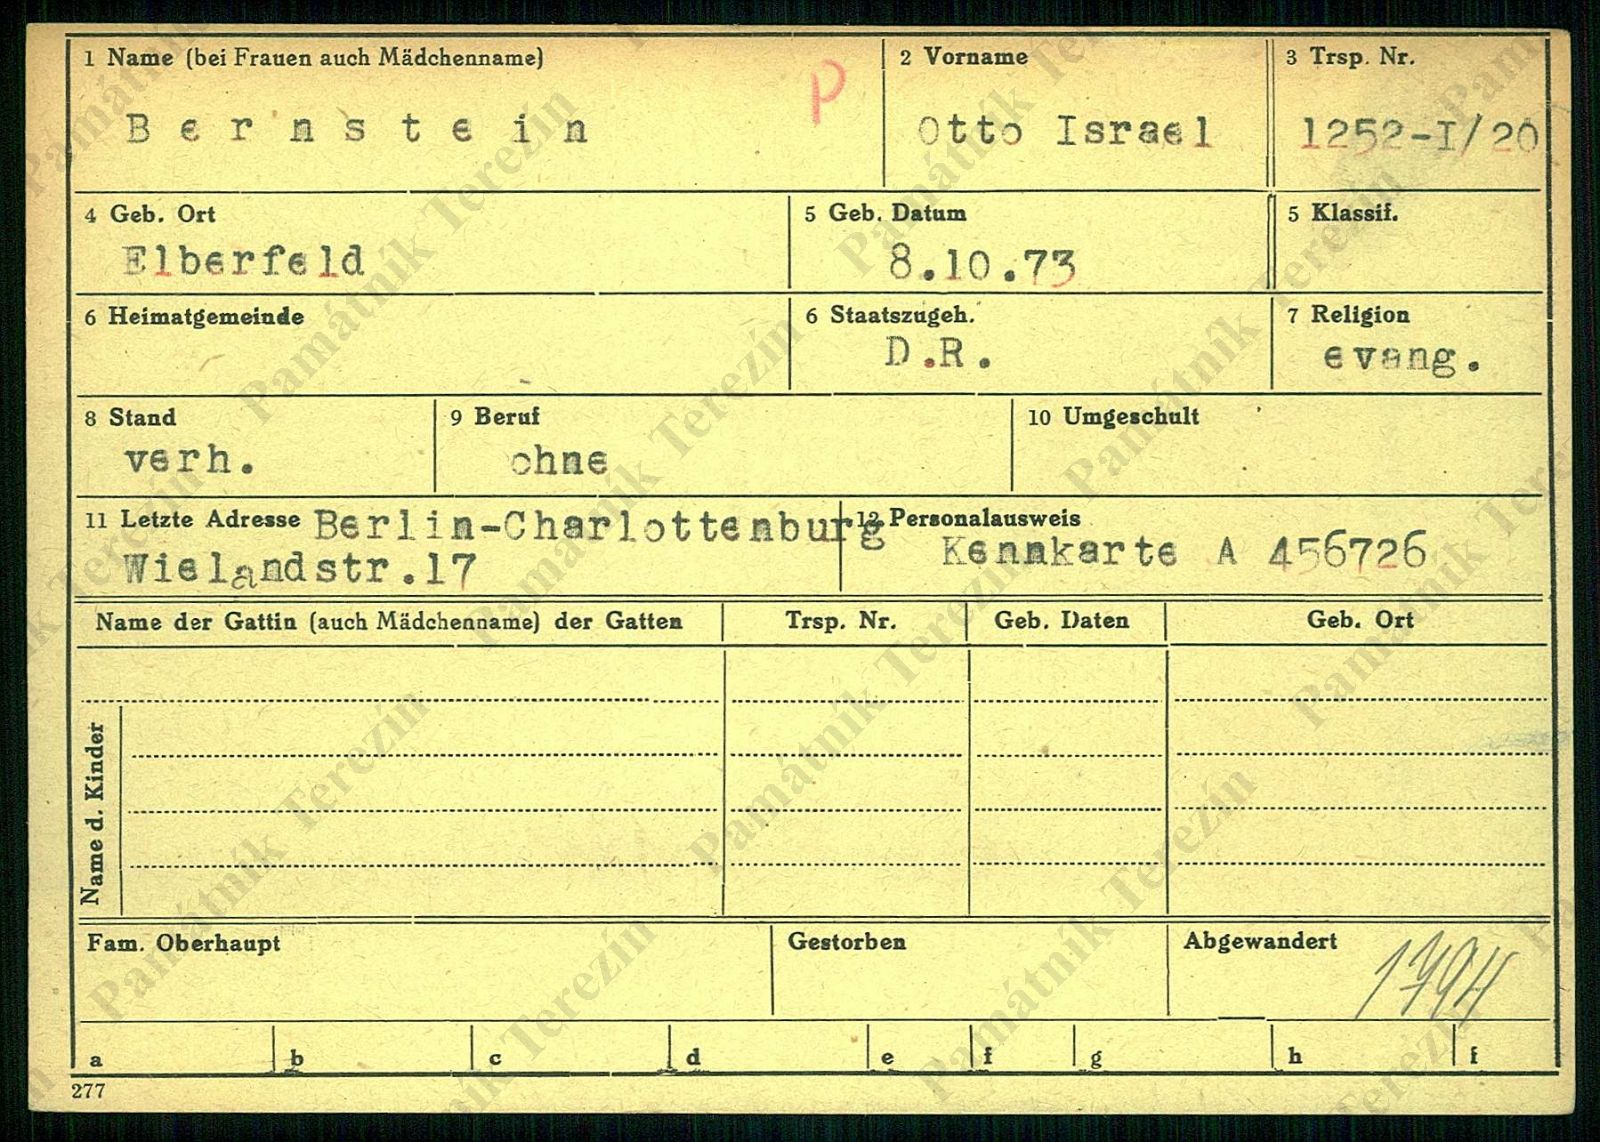 1 Name (bei Frauen auch Mädchenname)
Bernstein
P
2 Vorname
Otto Israel
3 Trsp. Nr.
1252-I/20
4 Geb. Ort
Elberfeld
5 Geb. Datum
8.10.73
5 Klassif.
6 Heimatgemeinde
6 Staatszugeh.
D.R.
7 Religion
evang.
8 Stand
verh.
9 Beruf
ohne
10 Umgeschult
11 Letzte Adresse Berlin-Charlottenburg
Wielandstr.17
12 Personalausweis
Kennkarte A 456726
Name der Gattin (auch Mädchenname) der Gatten
Trsp. Nr.
Geb. Daten
Geb. Ort
Name d. Kinder
Fam. Oberhaupt
Gestorben
Abgewandert
a b c d e f g h f
277
Památník Terezín